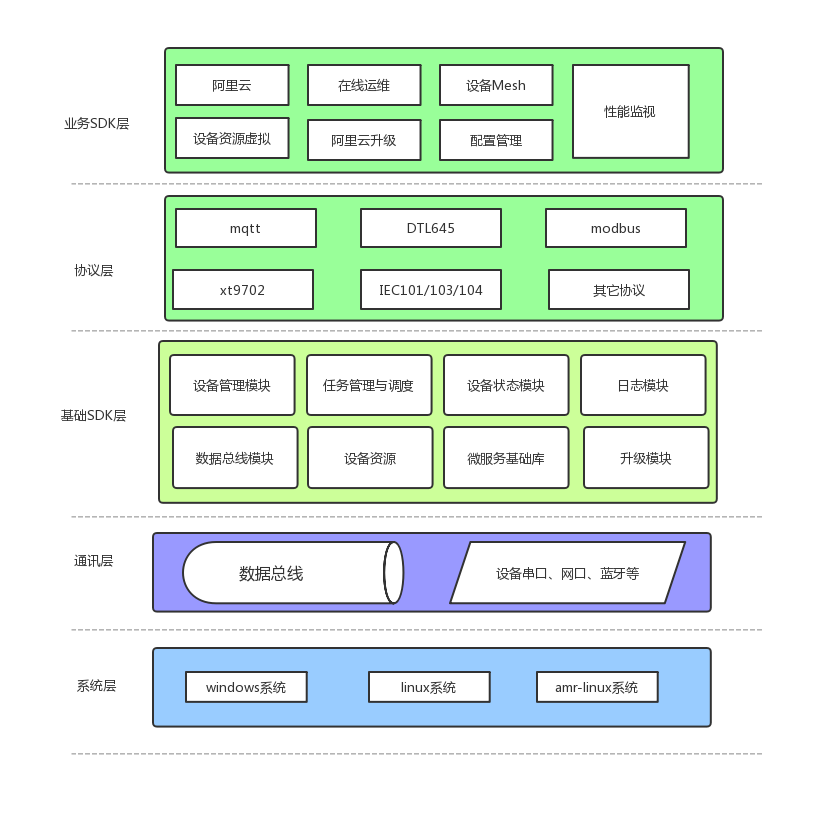 阿里云
在线运维
设备Mesh
性能监视
业务SDK层
设备资源虚拟
阿里云升级
配置管理
mqtt
DTL645
modbus
协议层
xt9702
IEC101/103/104
其它协议
设备管理模块
任务管理与调度
设备状态模块
日志模块
基础SDK层
数据总线模块
设备资源
微服务基础库
升级模块
通讯层
数据总线
设备串口、网口、蓝牙等
系统层
windows系统
linux系统
amr-linux系统